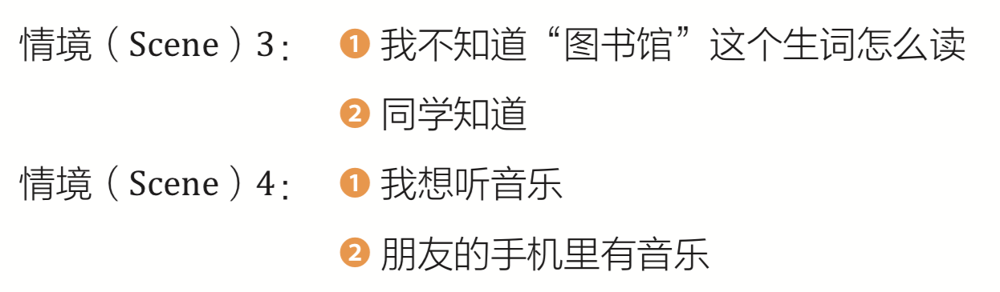 情境（Scene）3： ❶ 我不知道“图书馆”这个生词怎么读
❷ 同学知道
情境（Scene）4： ❶ 我想听音乐
❷ 朋友的手机里有音乐